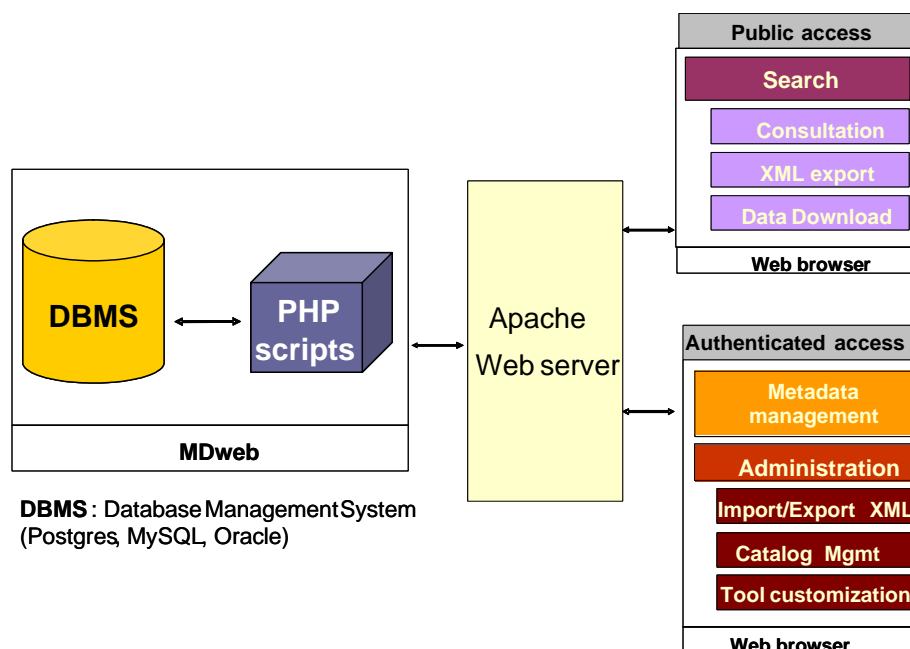 Public access
Search
Consultation
XML export
Data Download
Web browser
DBMS
PHP
scripts
MDweb
Apache
Web server
Authenticated access
Metadata
management
Administration
Import/Export XML
Catalog Mgmt
Tool customization
Web browser
DBMS : Database Management System
(Postgres, MySQL, Oracle)